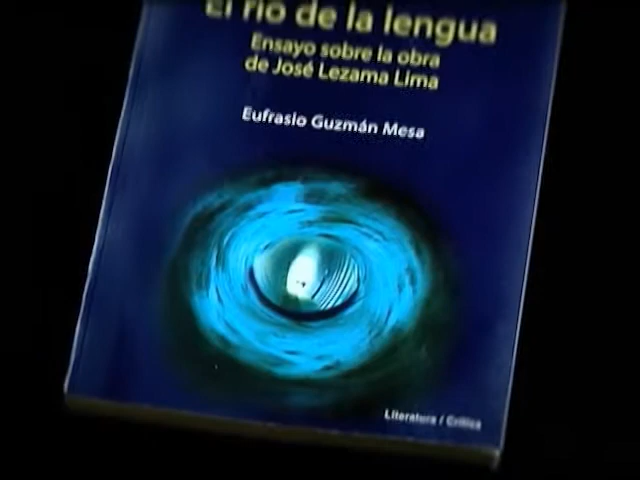 El río de la lengua
Ensayo sobre la obra
de José Lezama Lima
Eufrasio Guzmán Mesa
Literatura / Crítica